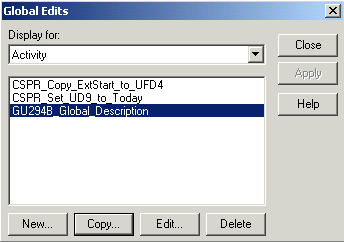 Global Edits
Display for:
Activity
Close
Apply
Help
CSPR_Copy_ExtStart_to_UFD4
CSPR_Set_UD9_to_Today
GU294B_Global_Description
New...
Copy...
Edit...
Delete